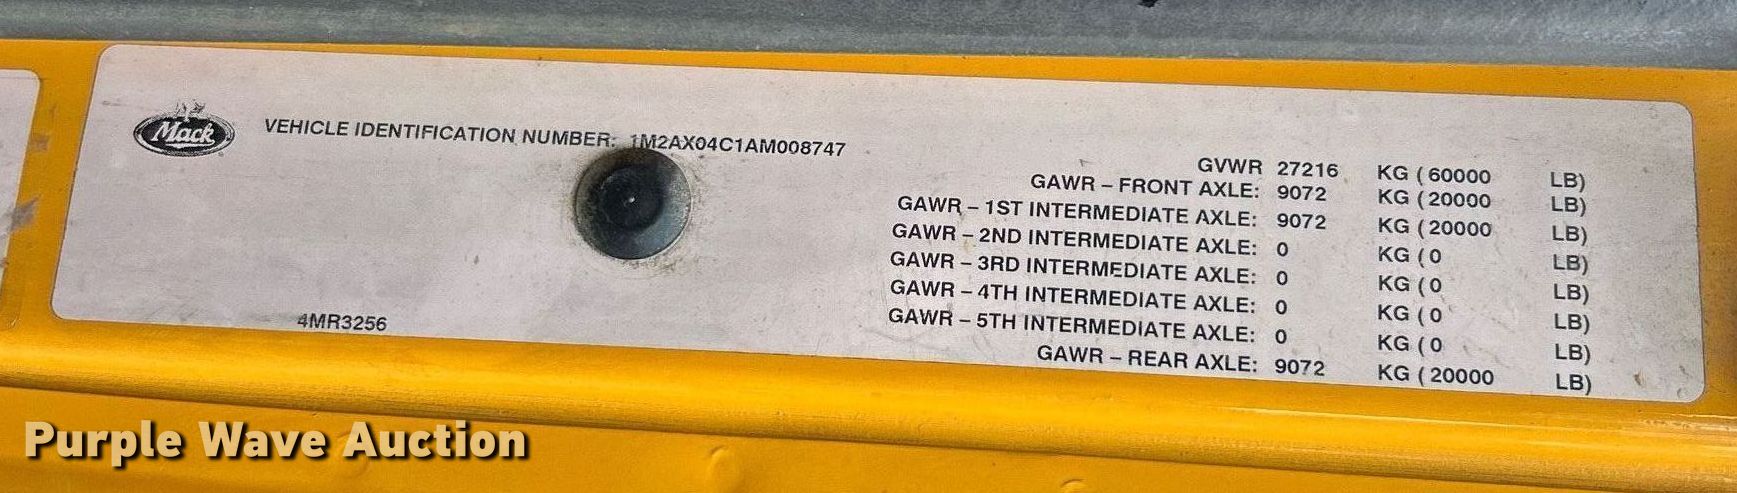 Mack
VEHICLE IDENTIFICATION NUMBER: 1M2AX04C1AM008747
GVWR 27216 KG ( 60000 LB)
GAWR – FRONT AXLE: 9072 KG ( 20000 LB)
GAWR – 1ST INTERMEDIATE AXLE: 9072 KG ( 20000 LB)
GAWR – 2ND INTERMEDIATE AXLE: 0 KG ( 0 LB)
GAWR – 3RD INTERMEDIATE AXLE: 0 KG ( 0 LB)
GAWR – 4TH INTERMEDIATE AXLE: 0 KG ( 0 LB)
GAWR – 5TH INTERMEDIATE AXLE: 0 KG ( 0 LB)
GAWR – REAR AXLE: 9072 KG ( 20000 LB)
4MR3256
Purple Wave Auction